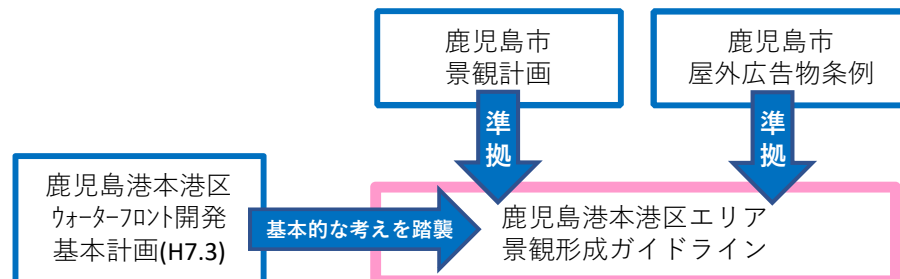 鹿児島市
景観計画
鹿児島市
屋外広告物条例
準
拠
準
拠
鹿児島港本港区
ウォーターフロント開発
基本計画(H7.3)
基本的な考えを踏襲
鹿児島港本港区エリア
景観形成ガイドライン